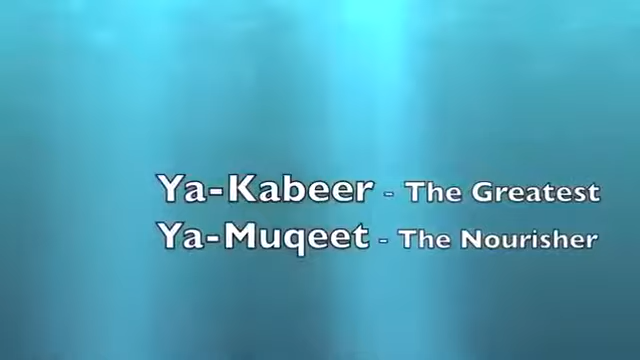 Ya-Kabeer - The Greatest
Ya-Muqeet - The Nourisher